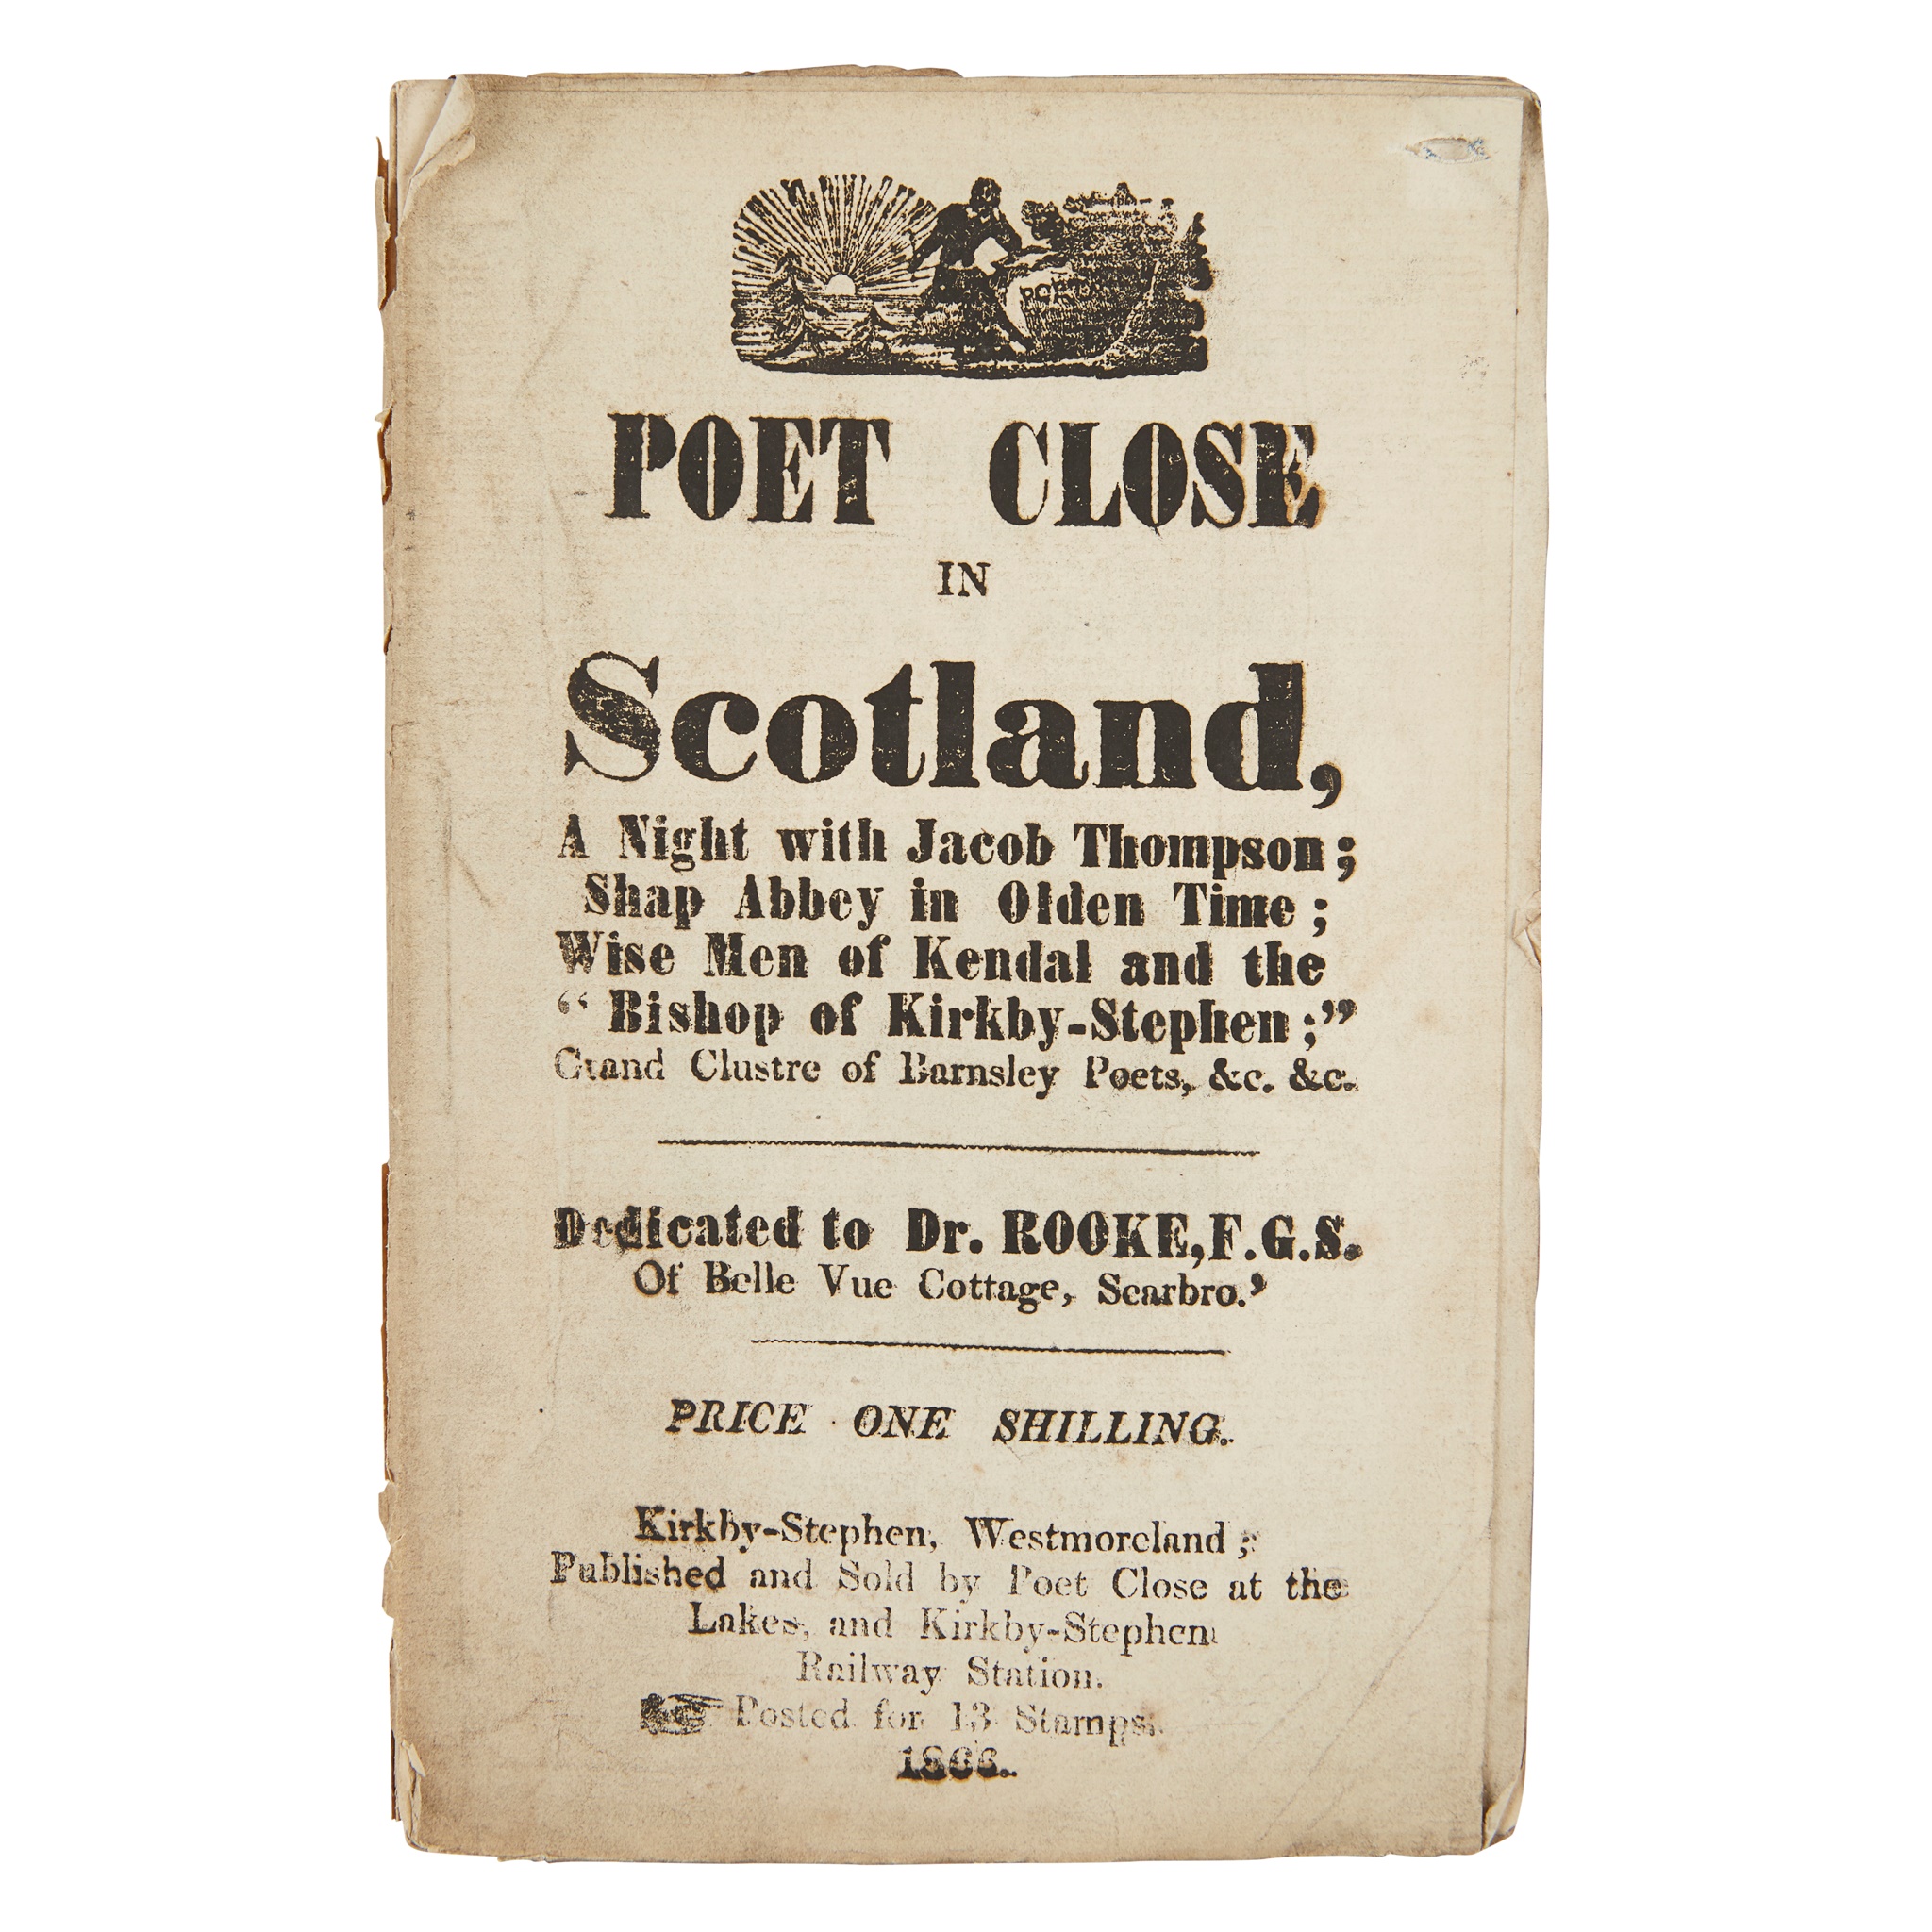 POET CLOSE
IN
Scotland,
A Night with Jacob Thompson;
Shap Abbey in Olden Time;
Wise Men of Kendal and the
"Bishop of Kirkby-Stephen;"
Grand Clustre of Barnsley Poets, &c. &c.
Dedicated to Dr. ROOKE, F.G.S.
Of Belle Vue Cottage, Scarbro.'
PRICE ONE SHILLING.
Kirkby-Stephen, Westmoreland;
Published and Sold by Poet Close at the
Lakes, and Kirkby-Stephen
Railway Station.
☞ Posted for 13 Stamps.